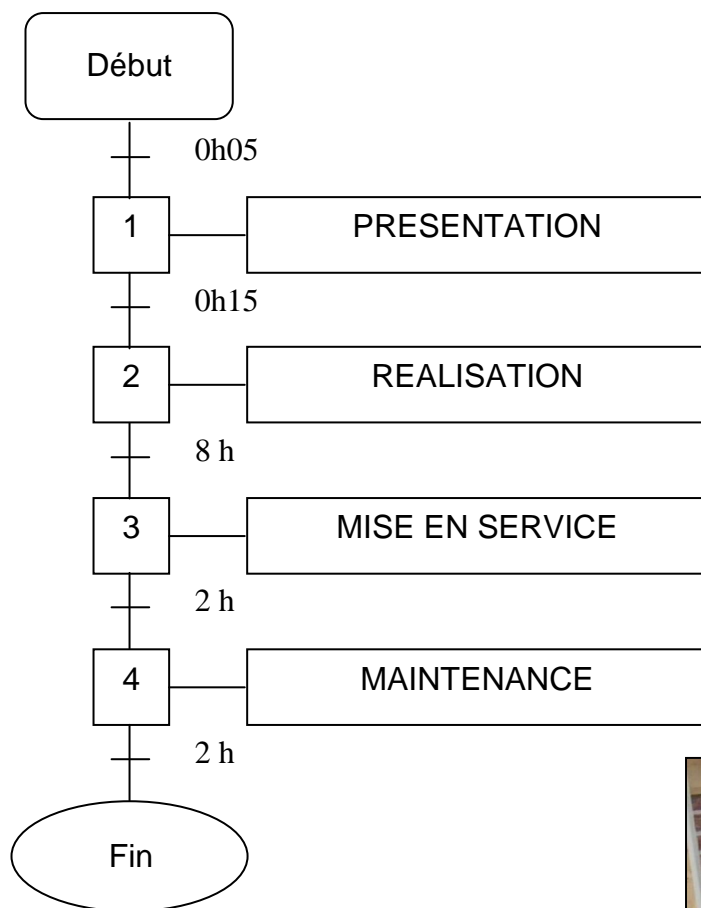 Début
0h05
1 PRESENTATION
0h15
2 REALISATION
8 h
3 MISE EN SERVICE
2 h
4 MAINTENANCE
2 h
Fin